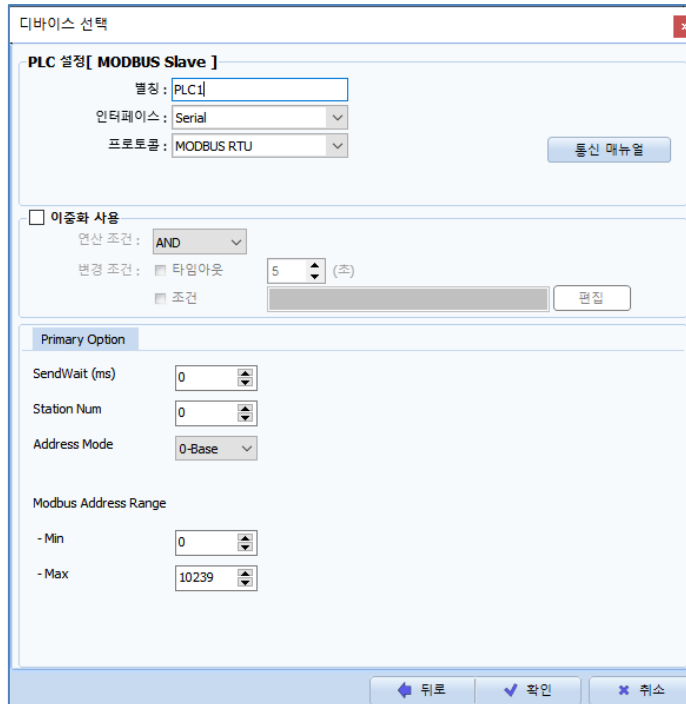 디바이스 선택
PLC 설정[ MODBUS Slave ]
별칭 : PLC1
인터페이스 : Serial
프로토콜 : MODBUS RTU
통신 매뉴얼
이중화 사용
연산 조건 : AND
변경 조건 : 타임아웃 5 (초)
조건 편집
Primary Option
SendWait (ms) 0
Station Num 0
Address Mode 0-Base
Modbus Address Range
- Min 0
- Max 10239
뒤로 확인 취소